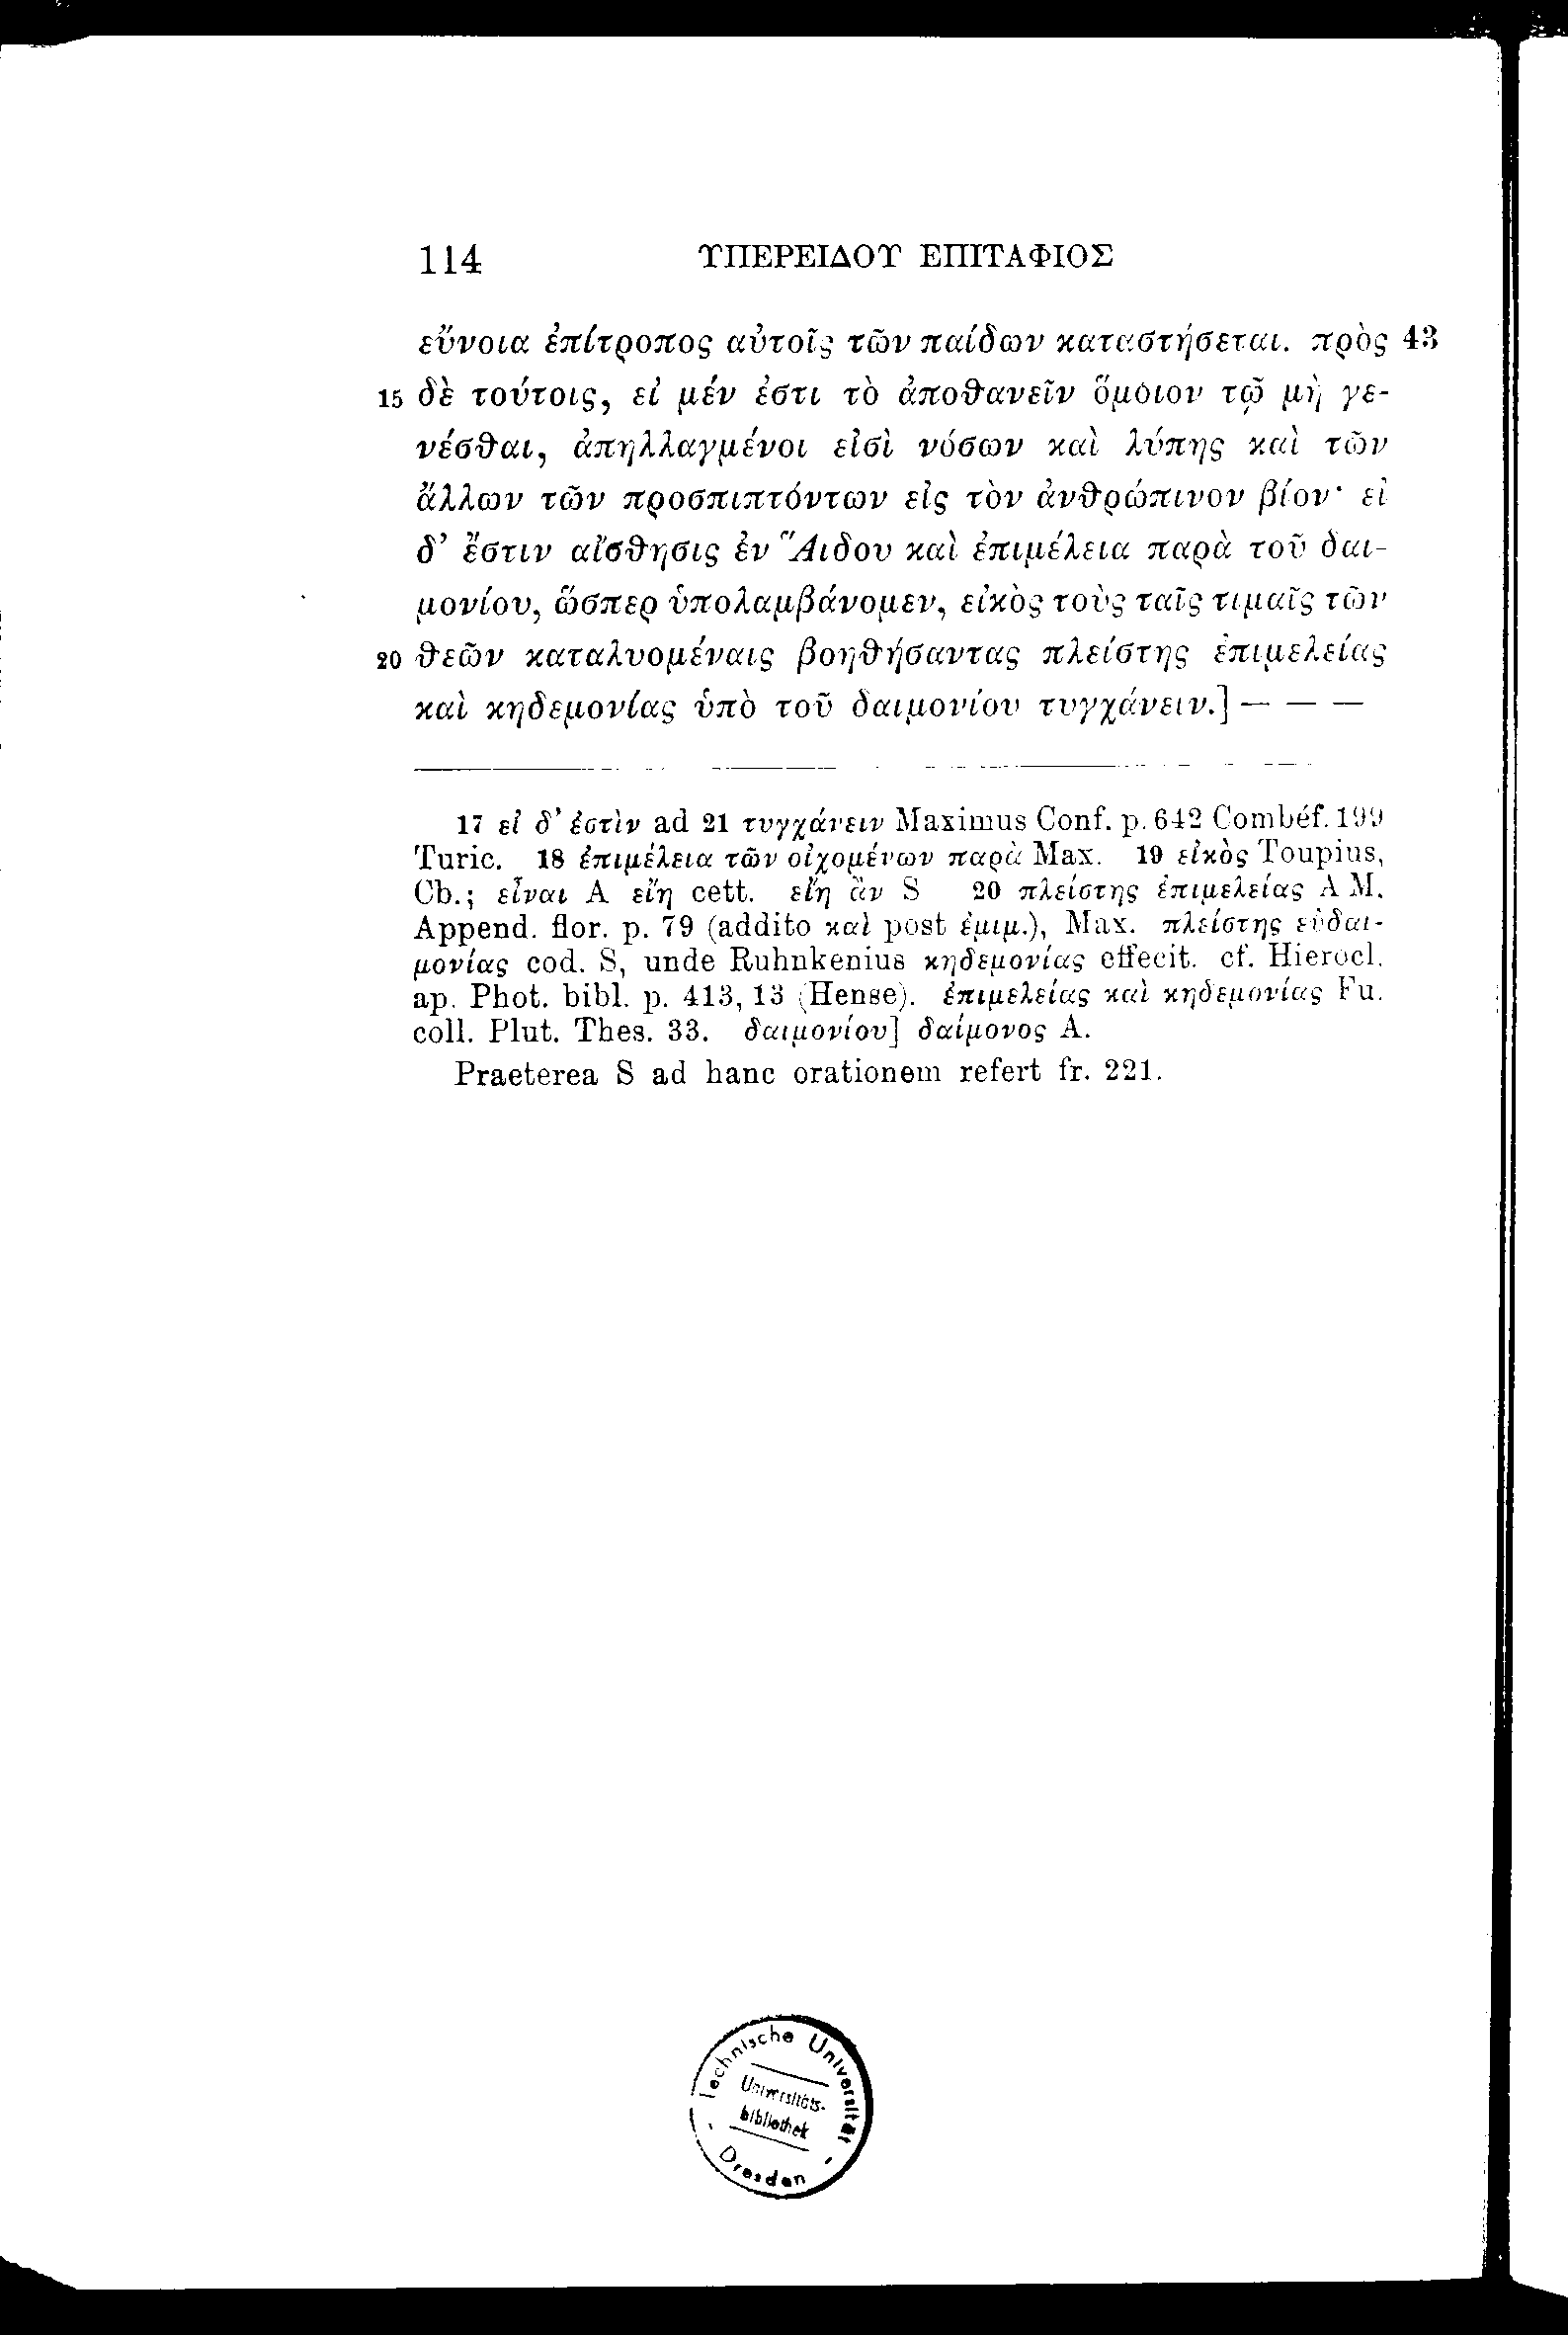 114 ΥΠΕΡΕΙΔΟΥ ΕΠΙΤΑΦΙΟΣ
εὔνοια ἐπίτροπος αὐτοῖς τῶν παίδων καταστήσεται. πρὸς 43
15 δὲ τούτοις, εἰ μέν ἐστι τὸ ἀποθανεῖν ὅμοιον τῷ μὴ γε-
νέσθαι, ἀπηλλαγμένοι εἰσὶ νόσων καὶ λύπης καὶ τῶν
ἄλλων τῶν προσπιπτόντων εἰς τὸν ἀνθρώπινον βίον· εἰ
δ’ ἔστιν αἴσθησις ἐν Ἅιδου καὶ ἐπιμέλεια παρὰ τοῦ δαι-
μονίου, ὥσπερ ὑπολαμβάνομεν, εἰκὸς τοὺς ταῖς τιμαῖς τῶν
20 θεῶν καταλυομέναις βοηθήσαντας πλείστης ἐπιμελείας
καὶ κηδεμονίας ὑπὸ τοῦ δαιμονίου τυγχάνειν.] — — —
17 εἰ δ’ ἐστὶν ad 21 τυγχάνειν Maximus Conf. p. 642 Combéf. 199
Turic. 18 ἐπιμέλεια τῶν οἰχομένων παρὰ Max. 19 εἰκὸς Toupius,
Cb.; εἶναι A εἴη cett. εἴη ἂν S 20 πλείστης ἐπιμελείας A M.
Append. flor. p. 79 (addito καὶ post ἐμιμ.), Max. πλείστης εὐδαι-
μονίας cod. S, unde Ruhnkenius κηδεμονίας effecit. cf. Hierocl.
ap. Phot. bibl. p. 413, 13 (Hense). ἐπιμελείας καὶ κηδεμονίας Fu.
coll. Plut. Thes. 33. δαιμονίου] δαίμονος A.
Praeterea S ad hanc orationem refert fr. 221.
Technische Universität
Universitäts-
bibliothek
Dresden